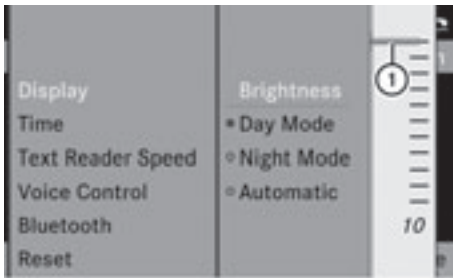 Display
Time
Text Reader Speed
Voice Control
Bluetooth
Reset
Brightness
Day Mode
Night Mode
Automatic
1
10